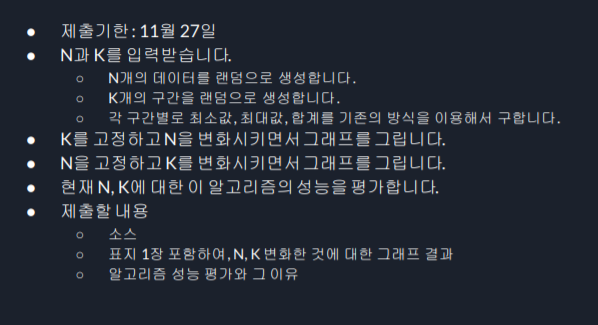 ● 제출기한 : 11월 27일
● N과 K를 입력받습니다.
○ N개의 데이터를 랜덤으로 생성합니다.
○ K개의 구간을 랜덤으로 생성합니다.
○ 각 구간별로 최소값, 최대값, 합계를 기존의 방식을 이용해서 구합니다.
● K를 고정하고 N을 변화시키면서 그래프를 그립니다.
● N을 고정하고 K를 변화시키면서 그래프를 그립니다.
● 현재 N, K에 대한 이 알고리즘의 성능을 평가합니다.
● 제출할 내용
○ 소스
○ 표지 1장 포함하여, N, K 변화한 것에 대한 그래프 결과
○ 알고리즘 성능 평가와 그 이유